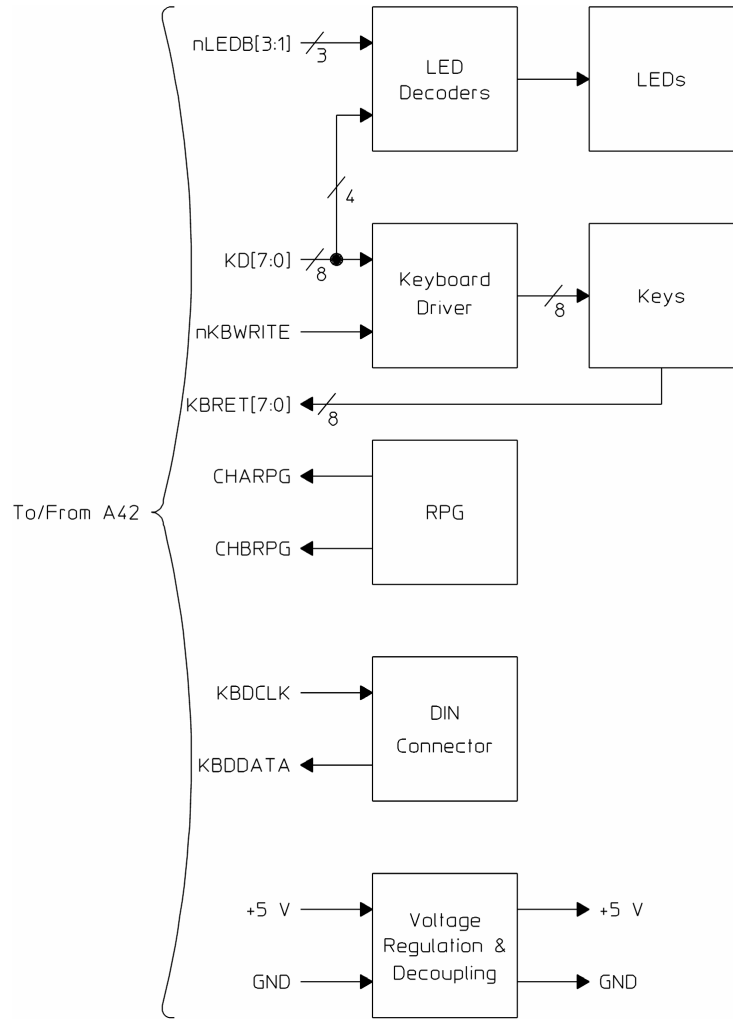 nLEDB[3:1]
3
LED
Decoders
LEDs
4
KD[7:0]
8
Keyboard
Driver
8
Keys
nKBWRITE
KBRET[7:0]
8
CHARPG
RPG
To/From A42
CHBRPG
KBDCLK
DIN
Connector
KBDDATA
+5 V
Voltage
Regulation &
Decoupling
+5 V
GND
GND